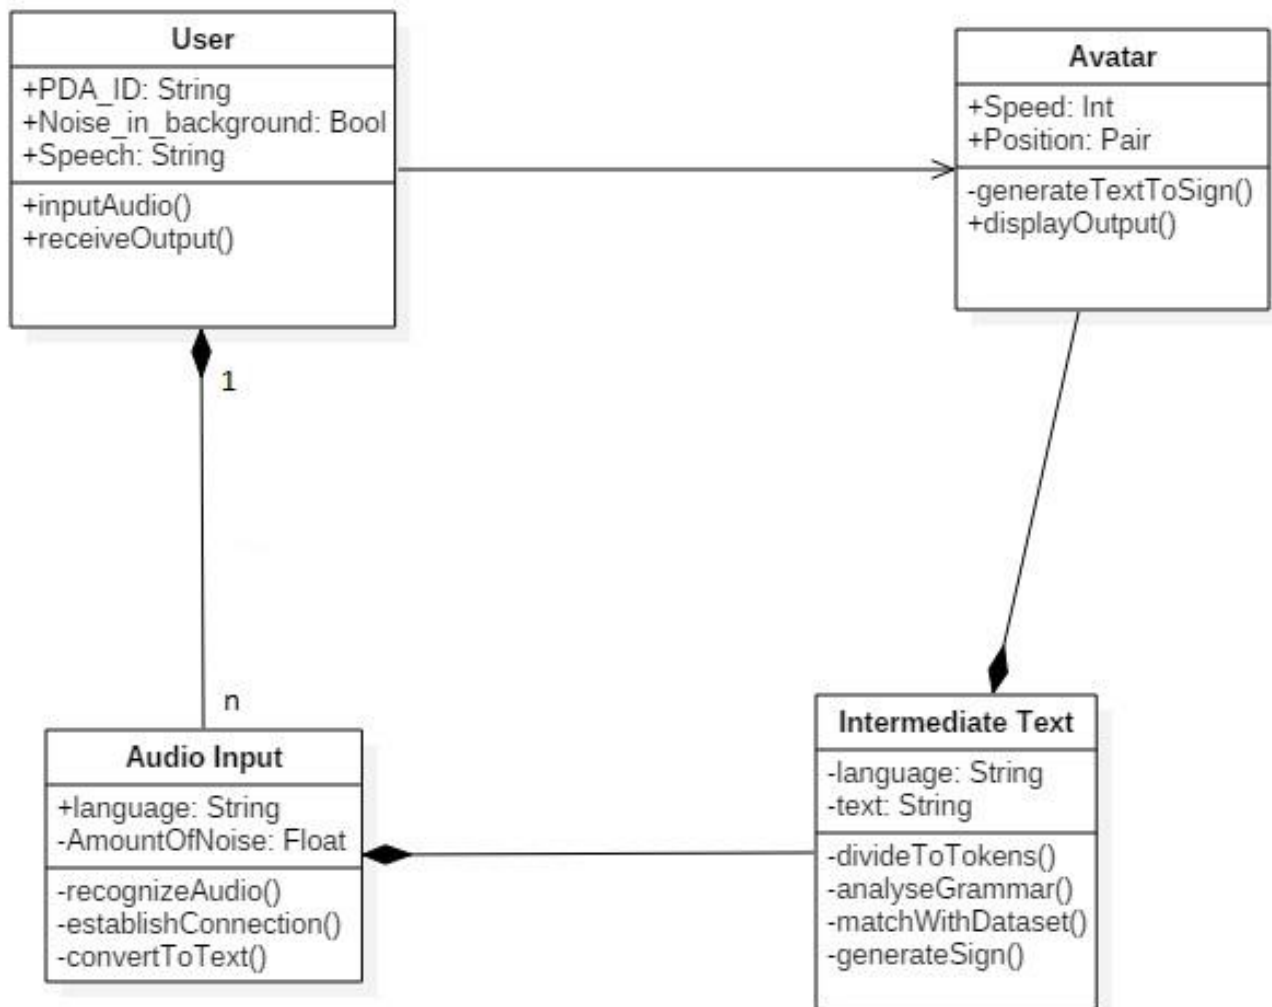 User
+PDA_ID: String
+Noise_in_background: Bool
+Speech: String
+inputAudio()
+receiveOutput()
Avatar
+Speed: Int
+Position: Pair
-generateTextToSign()
+displayOutput()
1
n
Audio Input
+language: String
-AmountOfNoise: Float
-recognizeAudio()
-establishConnection()
-convertToText()
Intermediate Text
-language: String
-text: String
-divideToTokens()
-analyseGrammar()
-matchWithDataset()
-generateSign()